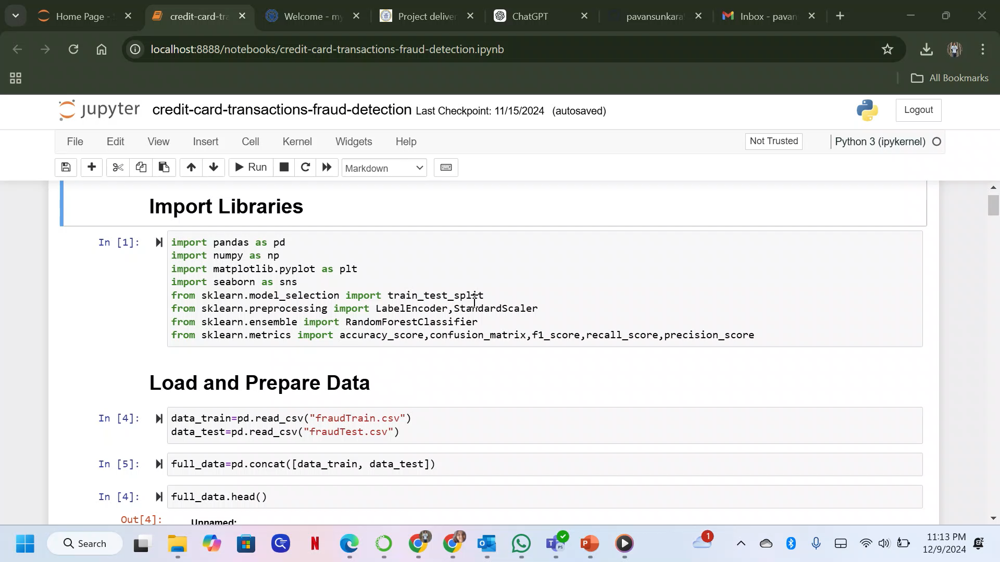 Home Page -
credit-card-tra
Welcome - my
Project deliver
ChatGPT
pavansunkara
Inbox - pavan
localhost:8888/notebooks/credit-card-transactions-fraud-detection.ipynb
All Bookmarks
jupyter credit-card-transactions-fraud-detection Last Checkpoint: 11/15/2024 (autosaved)
Logout
File Edit View Insert Cell Kernel Widgets Help
Not Trusted
Python 3 (ipykernel)
Run
Markdown
Import Libraries
In [1]:
import pandas as pd
import numpy as np
import matplotlib.pyplot as plt
import seaborn as sns
from sklearn.model_selection import train_test_split
from sklearn.preprocessing import LabelEncoder,StandardScaler
from sklearn.ensemble import RandomForestClassifier
from sklearn.metrics import accuracy_score,confusion_matrix,f1_score,recall_score,precision_score
Load and Prepare Data
In [4]:
data_train=pd.read_csv("fraudTrain.csv")
data_test=pd.read_csv("fraudTest.csv")
In [5]:
full_data=pd.concat([data_train, data_test])
In [4]:
full_data.head()
Out[4]:
Unnamed:
Search
1
11:13 PM
12/9/2024